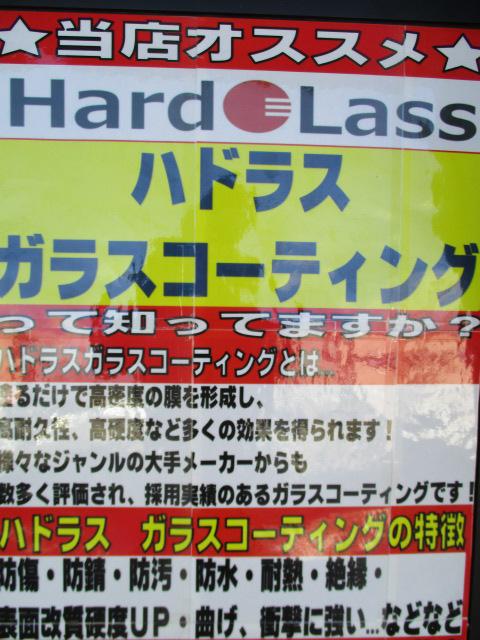 ★当店オススメ★
Hard Lass
ハドラス
ガラスコーティング
って知ってますか?
ハドラスガラスコーティングとは...
塗るだけで高密度の膜を形成し、
高耐久性、高硬度など多くの効果を得られます!
様々なジャンルの大手メーカーからも
数多く評価され、採用実績のあるガラスコーティングです!
ハドラス ガラスコーティングの特徴
防傷・防錆・防汚・防水・耐熱・絶縁・
表面改質硬度UP・曲げ、衝撃に強い...などなど